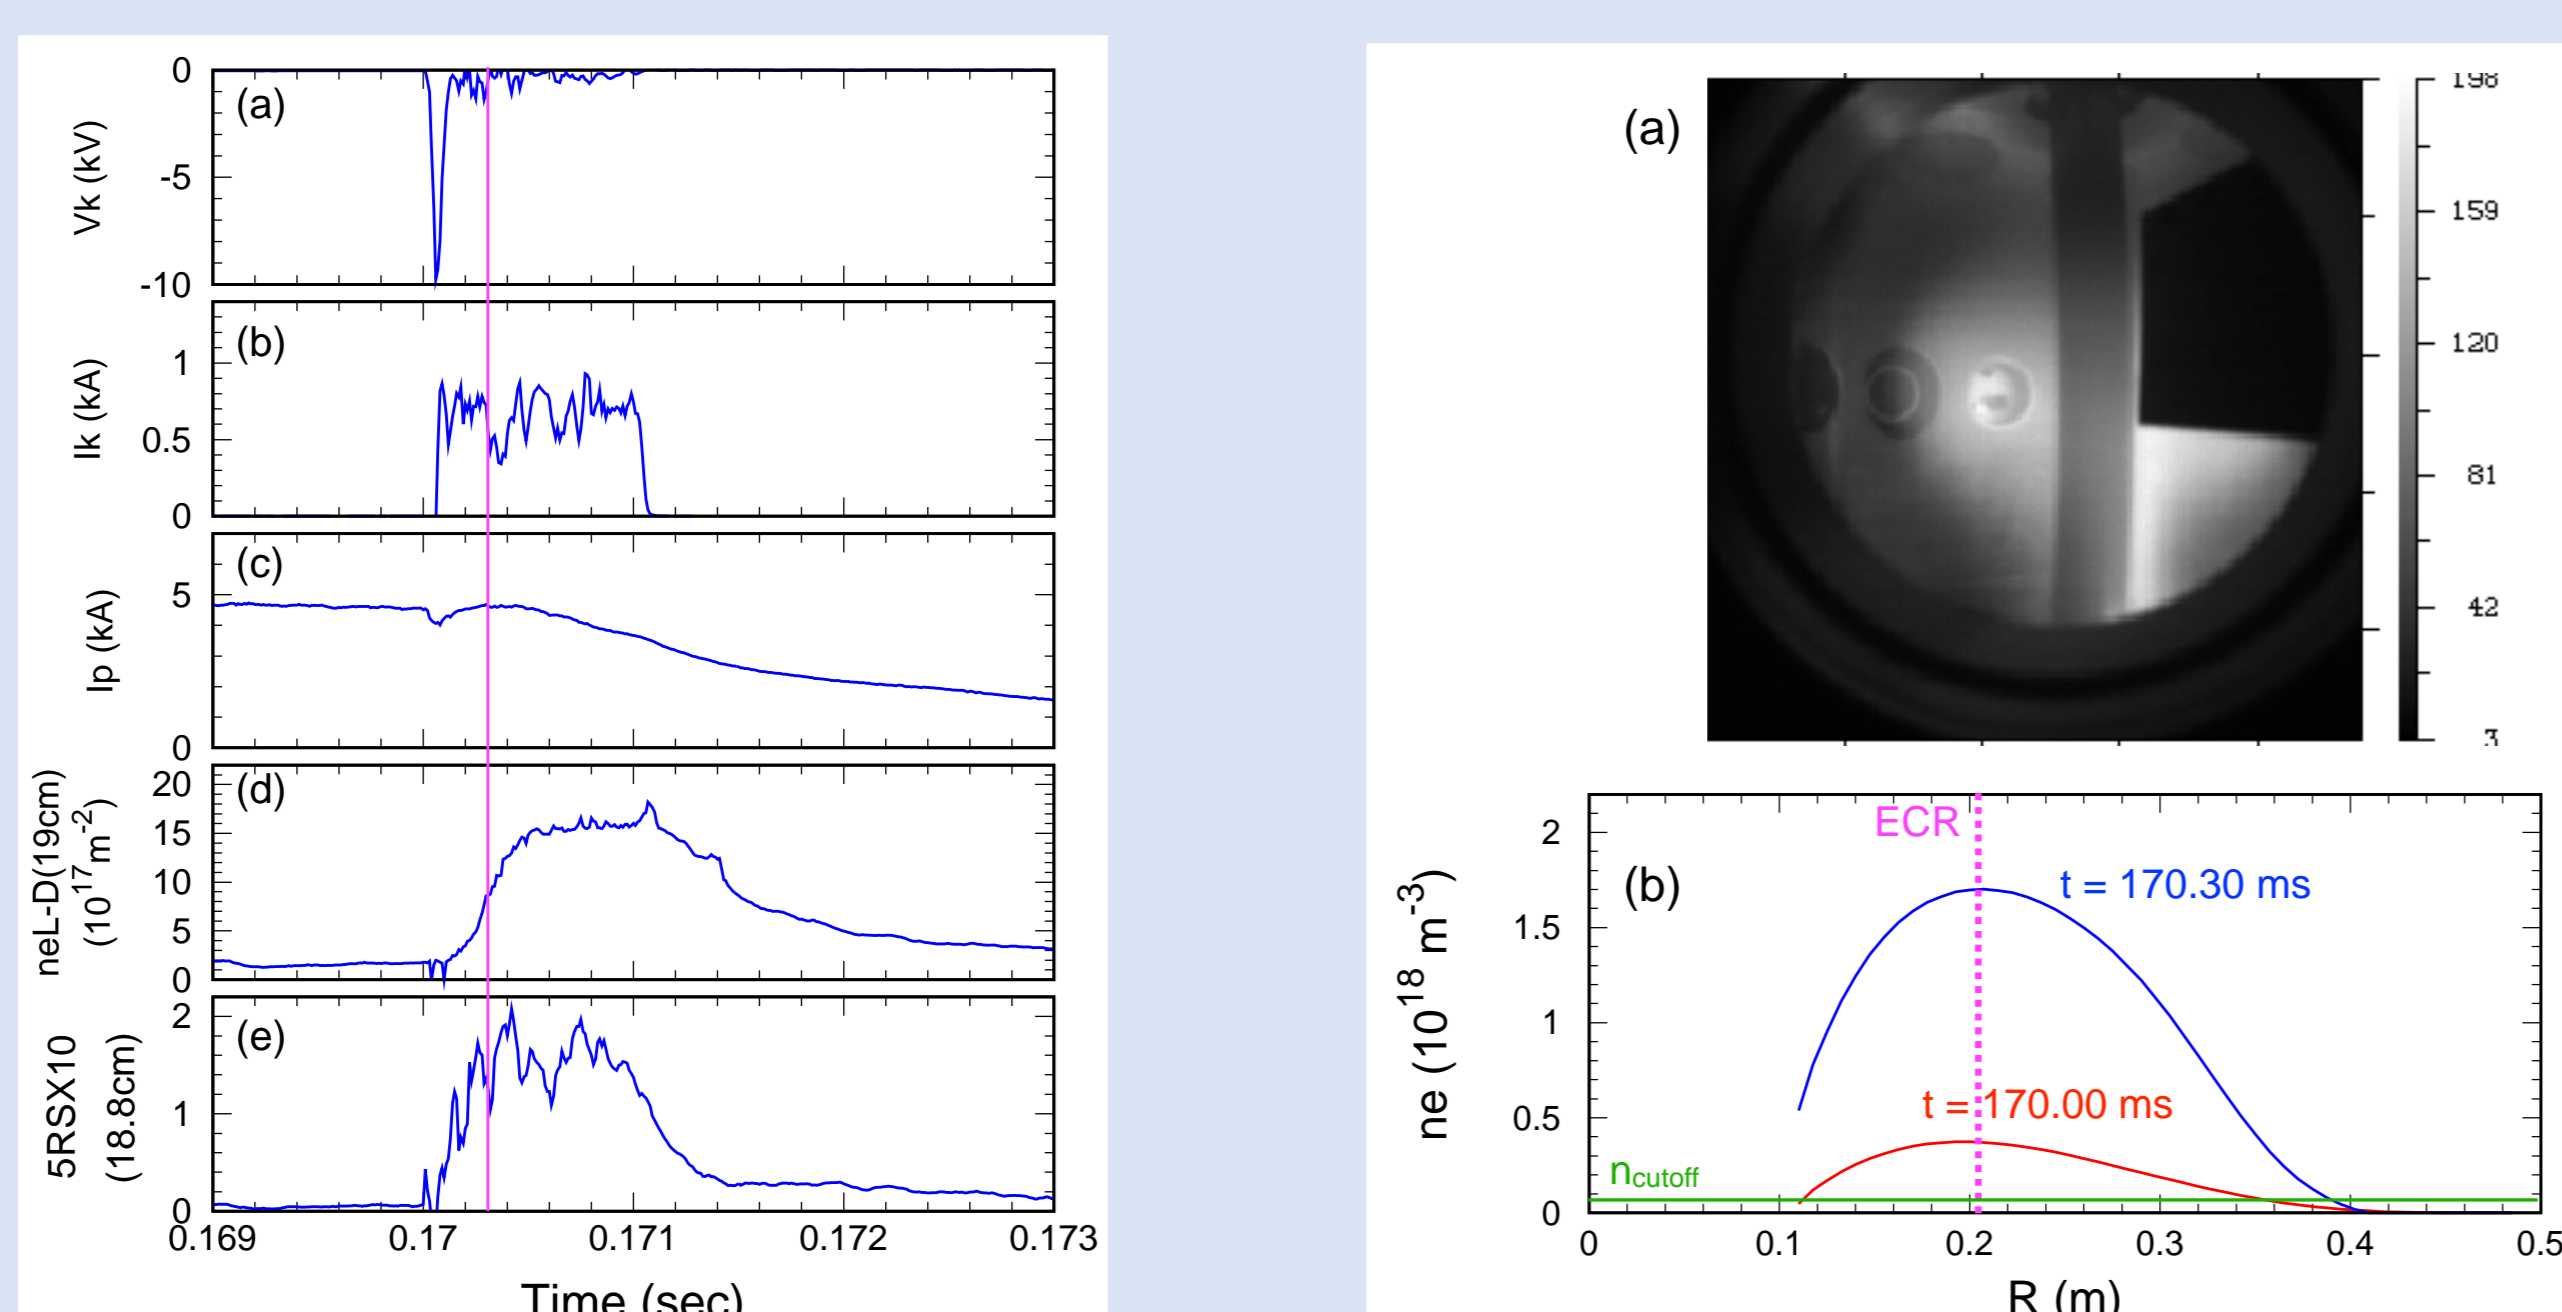 (a)
Vk (kV)
0
-5
-10
(b)
Ik (kA)
1
0.5
0
(c)
Ip (kA)
5
0
(d)
neL-D(19cm)
(10^17 m^-2)
20
15
10
5
0
(e)
5RSX10
(18.8cm)
2
1
0
0.169 0.17 0.171 0.172 0.173
Time (sec)
(a)
198
159
120
81
42
3
(b)
ne (10^18 m^-3)
2
1.5
1
0.5
0
ECR
t = 170.30 ms
t = 170.00 ms
n_cutoff
0 0.1 0.2 0.3 0.4 0.5
R (m)